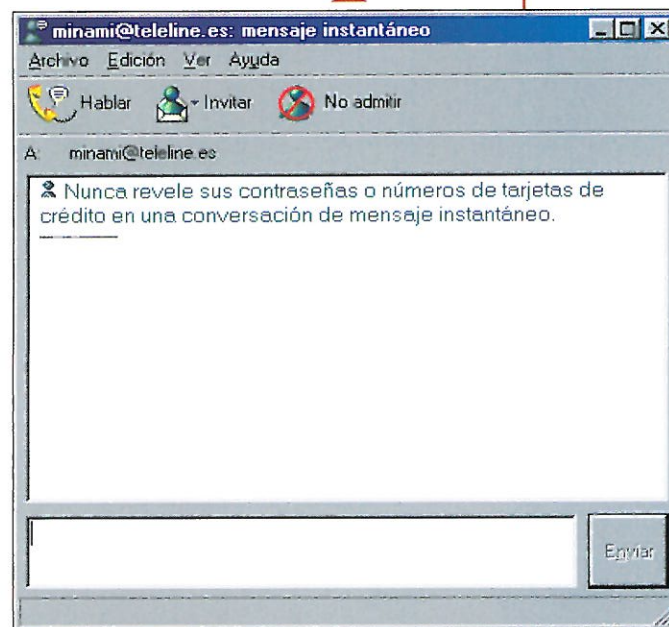 minami@teleline.es: mensaje instantáneo
Archivo Edición Ver Ayuda
Hablar Invitar No admitir
A: minami@teleline.es
Nunca revele sus contraseñas o números de tarjetas de
crédito en una conversación de mensaje instantáneo.
Enviar